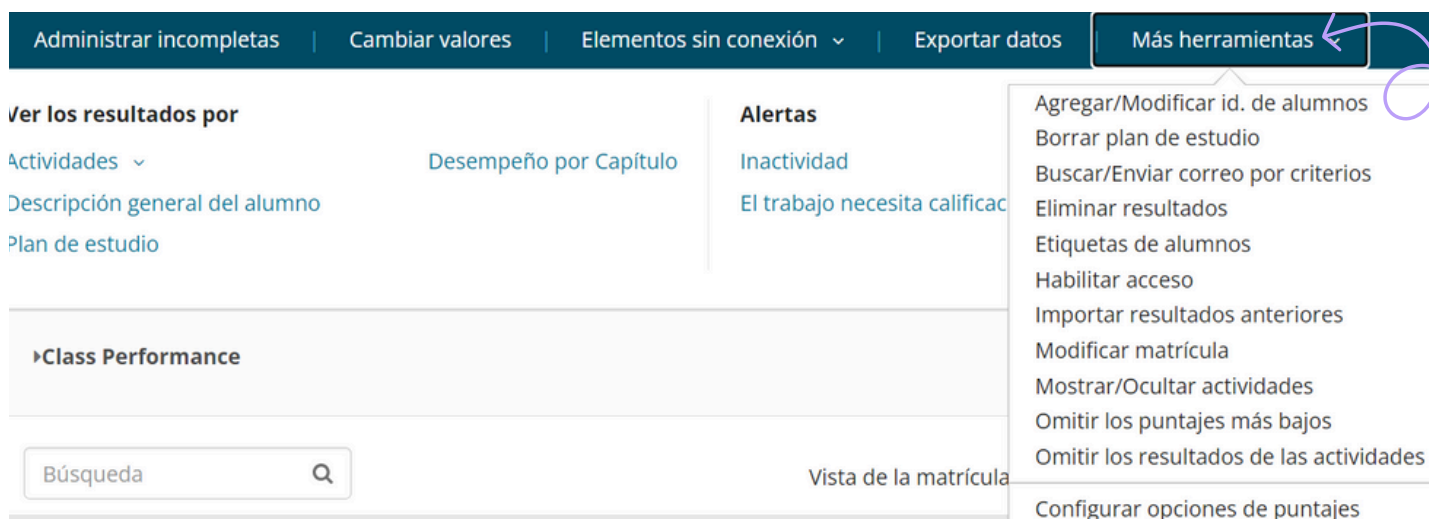 Administrar incompletas | Cambiar valores | Elementos sin conexión | Exportar datos | Más herramientas
Ver los resultados por
Actividades
Desempeño por Capítulo
Descripción general del alumno
Plan de estudio
Alertas
Inactividad
El trabajo necesita calificac
Agregar/Modificar id. de alumnos
Borrar plan de estudio
Buscar/Enviar correo por criterios
Eliminar resultados
Etiquetas de alumnos
Habilitar acceso
Importar resultados anteriores
Modificar matrícula
Mostrar/Ocultar actividades
Omitir los puntajes más bajos
Omitir los resultados de las actividades
Configurar opciones de puntajes
Class Performance
Búsqueda
Vista de la matrícula